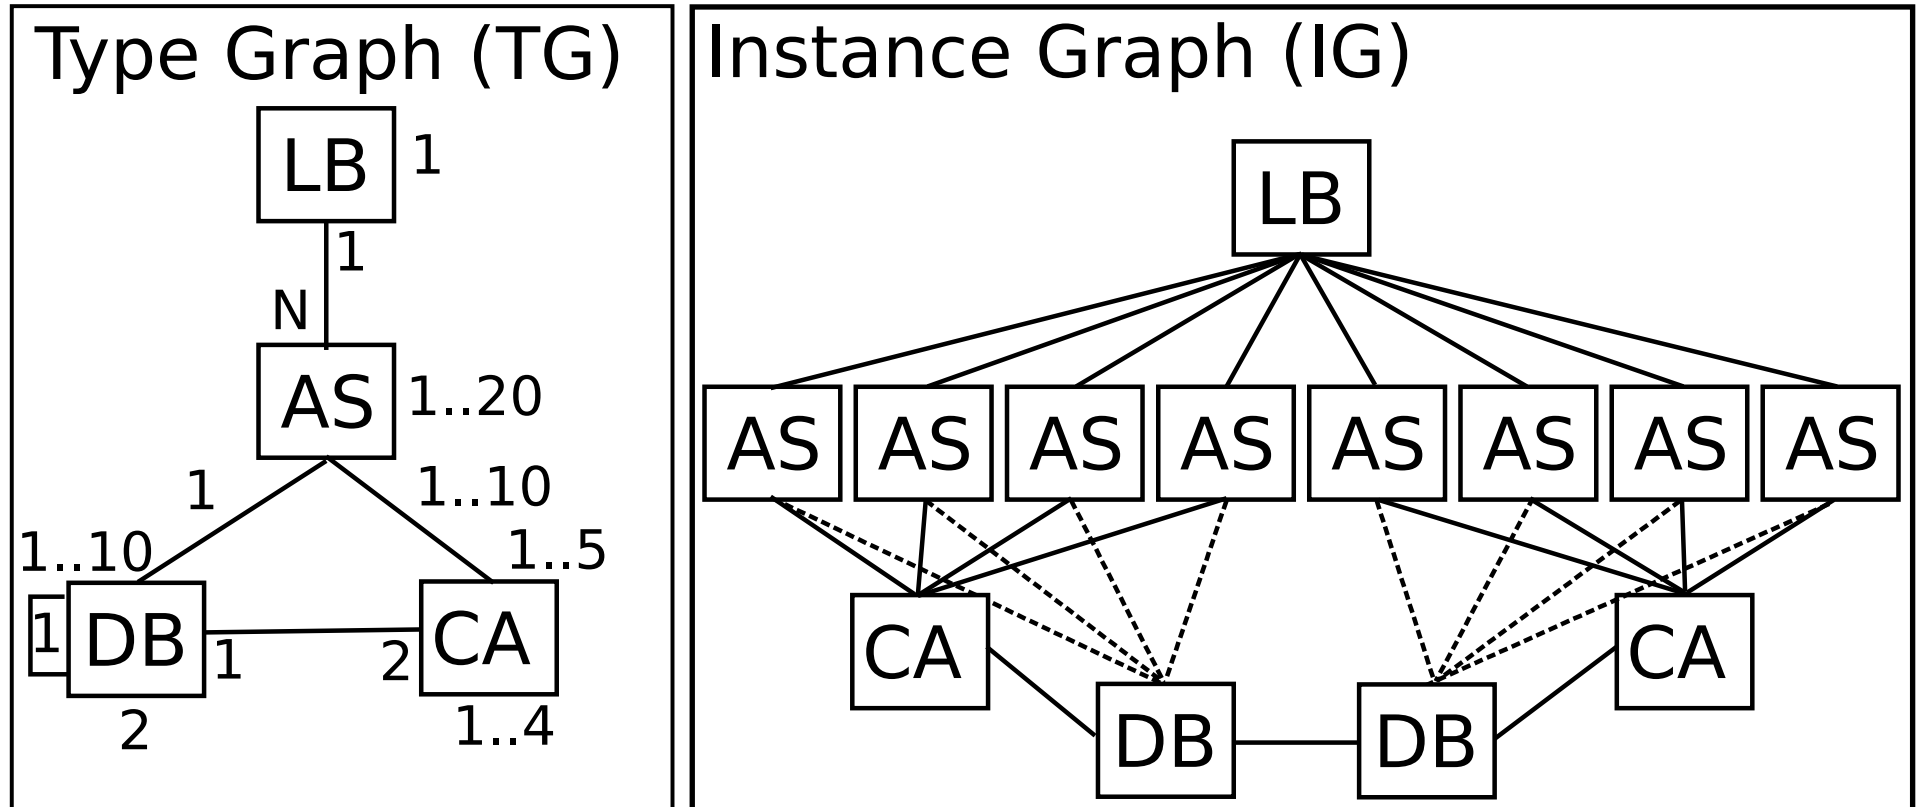 Type Graph (TG)
LB 1
1
N
AS 1..20
1 1..10
1..10 1..5
1 DB 1 2 CA
2 1..4
Instance Graph (IG)
LB
AS AS AS AS AS AS AS AS
CA CA
DB DB